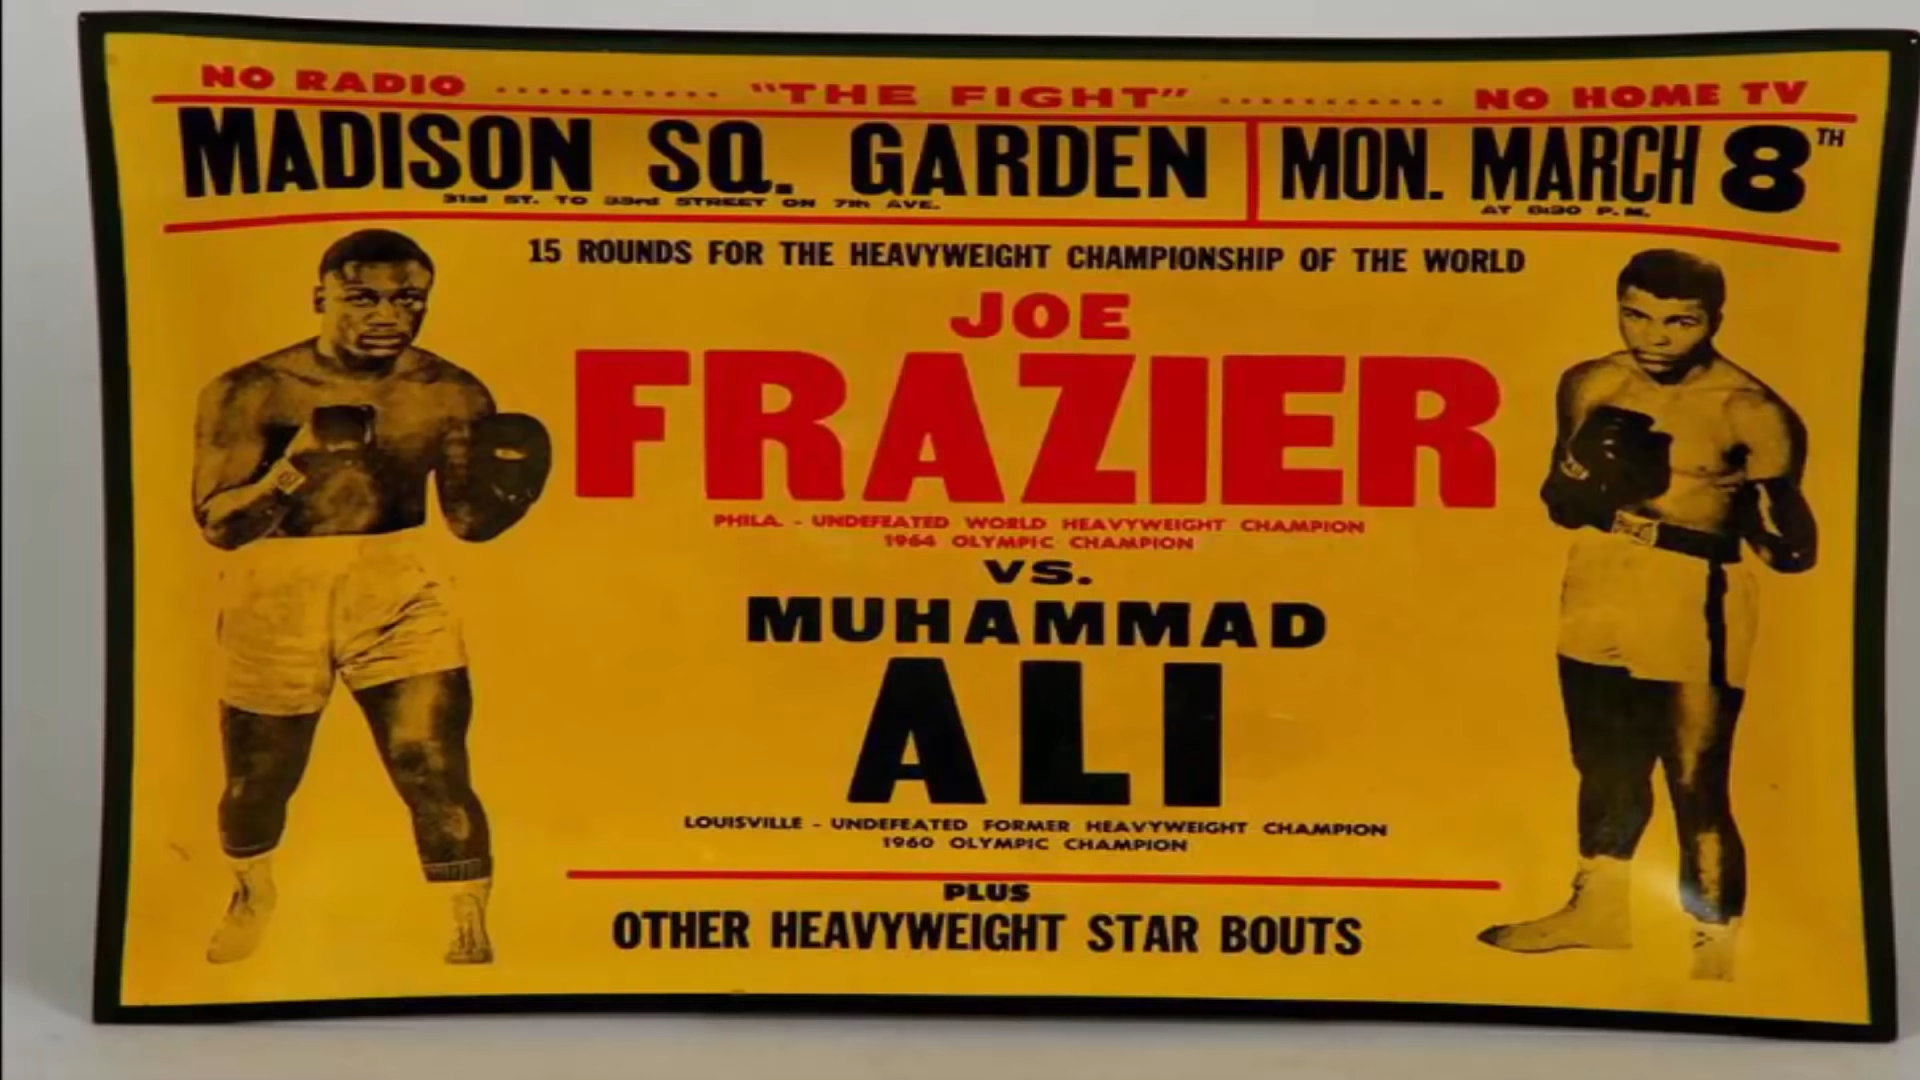 NO RADIO ........... "THE FIGHT" ........... NO HOME TV
MADISON SQ. GARDEN MON. MARCH 8TH
31st ST. TO 33rd STREET ON 7th AVE. AT 8:30 P.M.
15 ROUNDS FOR THE HEAVYWEIGHT CHAMPIONSHIP OF THE WORLD
JOE
FRAZIER
PHILA. - UNDEFEATED WORLD HEAVYWEIGHT CHAMPION
1964 OLYMPIC CHAMPION
VS.
MUHAMMAD
ALI
LOUISVILLE - UNDEFEATED FORMER HEAVYWEIGHT CHAMPION
1960 OLYMPIC CHAMPION
PLUS
OTHER HEAVYWEIGHT STAR BOUTS